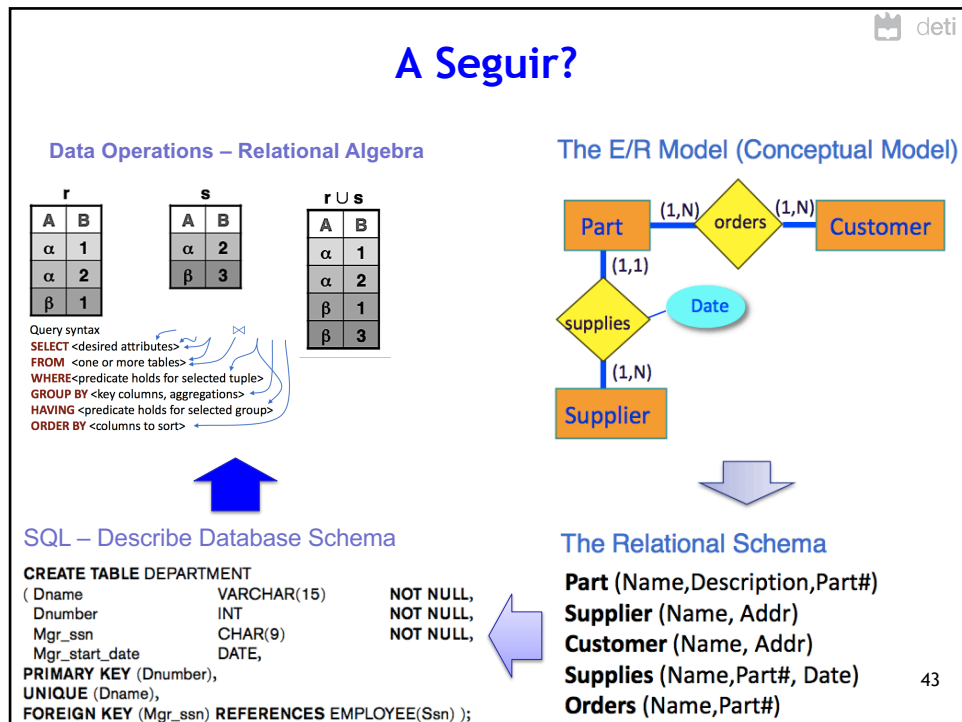 deti
A Seguir?
Data Operations – Relational Algebra
r
A B
α 1
α 2
β 1
s
A B
α 2
β 3
r ∪ s
A B
α 1
α 2
β 1
β 3
Query syntax
⋈
SELECT <desired attributes>
FROM <one or more tables>
WHERE<predicate holds for selected tuple>
GROUP BY <key columns, aggregations>
HAVING <predicate holds for selected group>
ORDER BY <columns to sort>
The E/R Model (Conceptual Model)
Part (1,N) orders (1,N) Customer
(1,1)
supplies Date
(1,N)
Supplier
The Relational Schema
Part (Name,Description,Part#)
Supplier (Name, Addr)
Customer (Name, Addr)
Supplies (Name,Part#, Date)
Orders (Name,Part#)
SQL – Describe Database Schema
CREATE TABLE DEPARTMENT
( Dname VARCHAR(15) NOT NULL,
Dnumber INT NOT NULL,
Mgr_ssn CHAR(9) NOT NULL,
Mgr_start_date DATE,
PRIMARY KEY (Dnumber),
UNIQUE (Dname),
FOREIGN KEY (Mgr_ssn) REFERENCES EMPLOYEE(Ssn) );
43